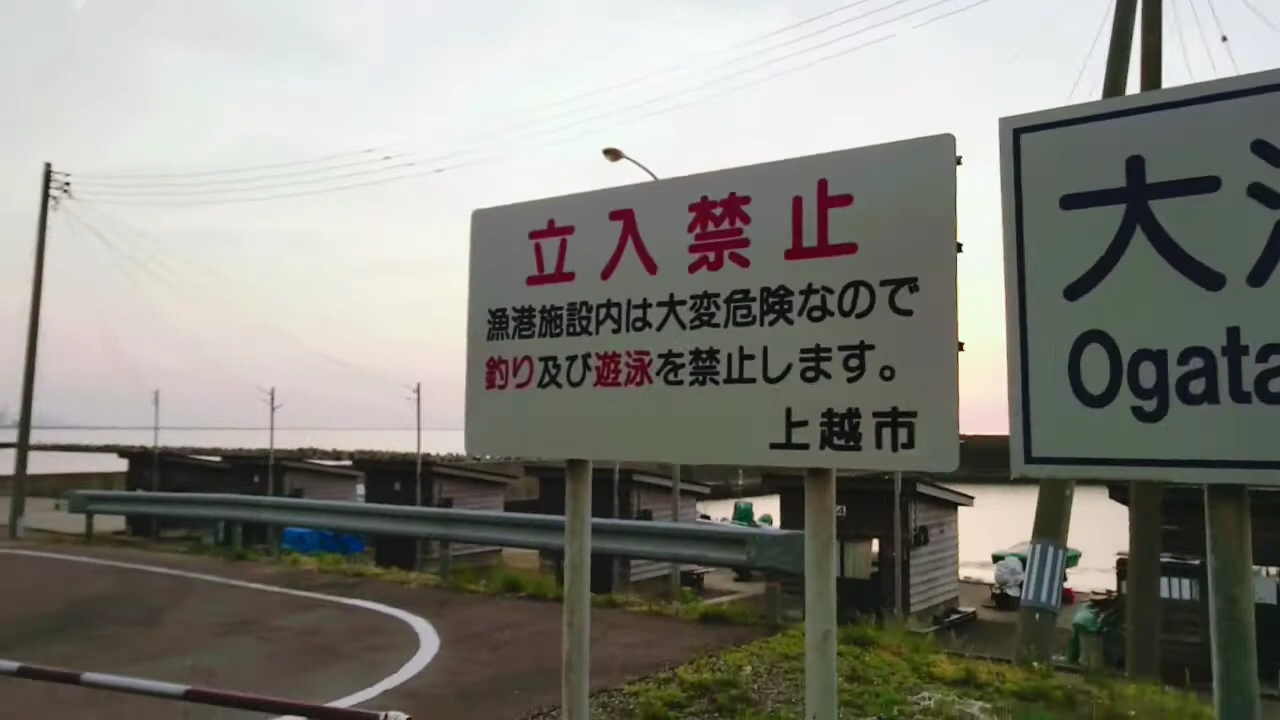 立入禁止
漁港施設内は大変危険なので
釣り及び遊泳を禁止します。
上越市
大
Ogata